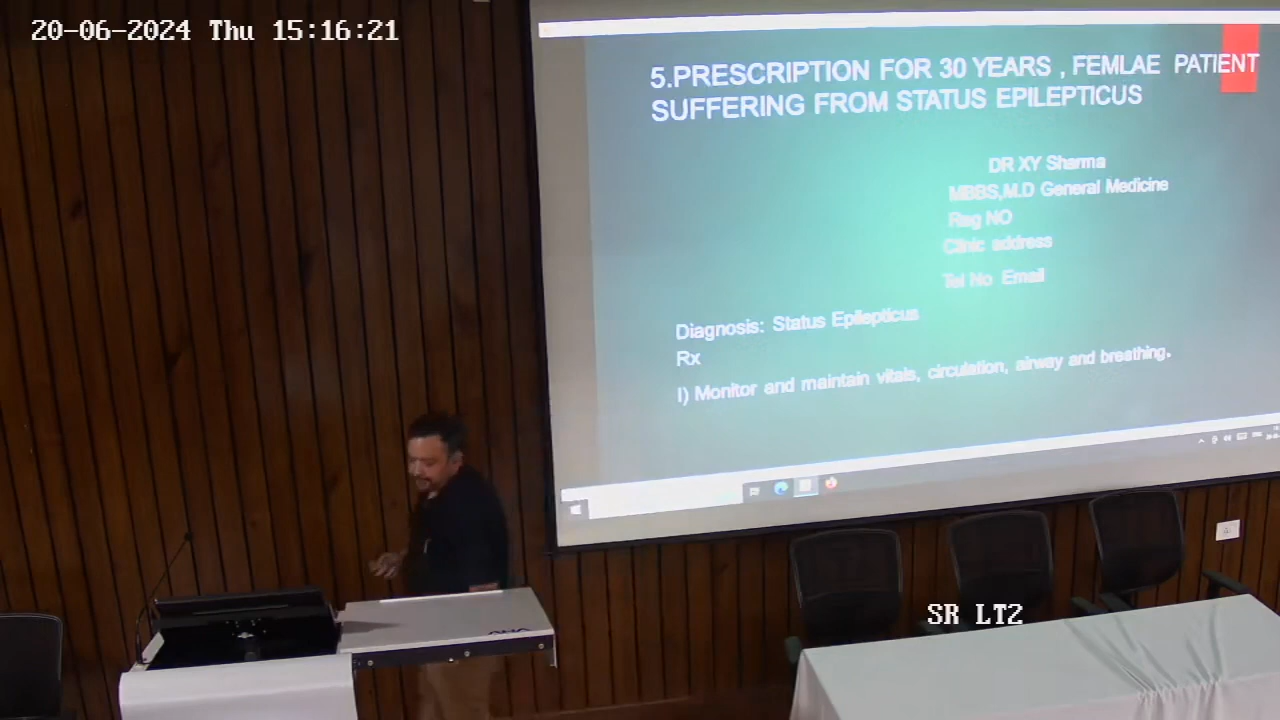 20-06-2024 Thu 15:16:21
5.PRESCRIPTION FOR 30 YEARS , FEMLAE PATIENT
SUFFERING FROM STATUS EPILEPTICUS
DR XY Sharma
MBBS,M.D General Medicine
Reg NO
Clinic address
Tel No Email
Diagnosis: Status Epilepticus
Rx
I) Monitor and maintain vitals, circulation, airway and breathing.
SR LT2